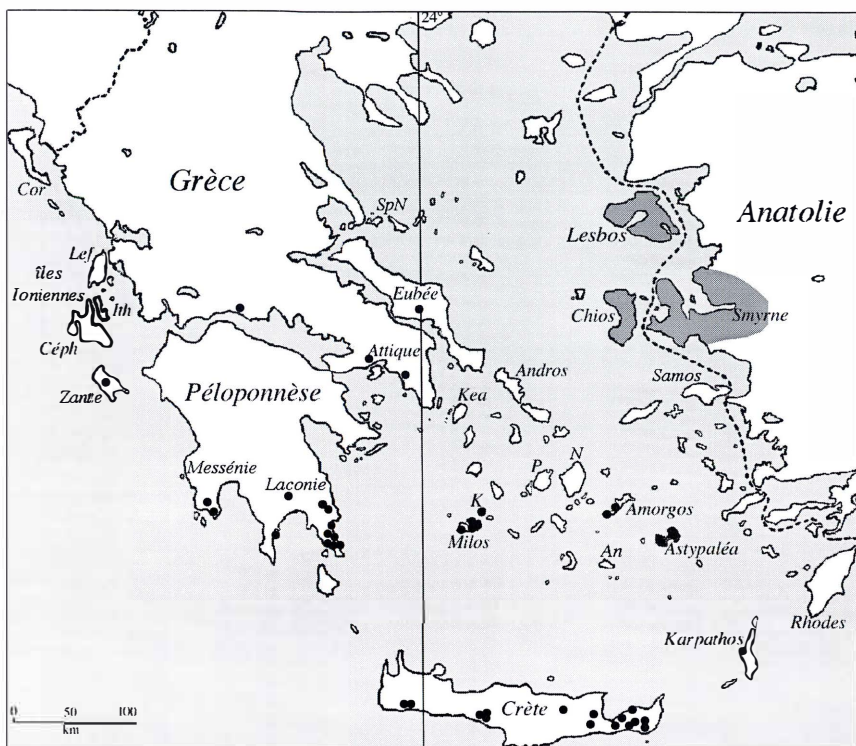 24°
Cor
Grèce
SpN
Anatolie
Lesbos
Lef
îles
Ioniennes
Ith
Eubée
Chios
Smyrne
Céph
Attique
Andros
Zante
Péloponnèse
Kea
Samos
Messénie
Laconie
P
N
K
Amorgos
Milos
An
Astypaléa
Rhodes
Karpathos
Crète
0 50 100
km